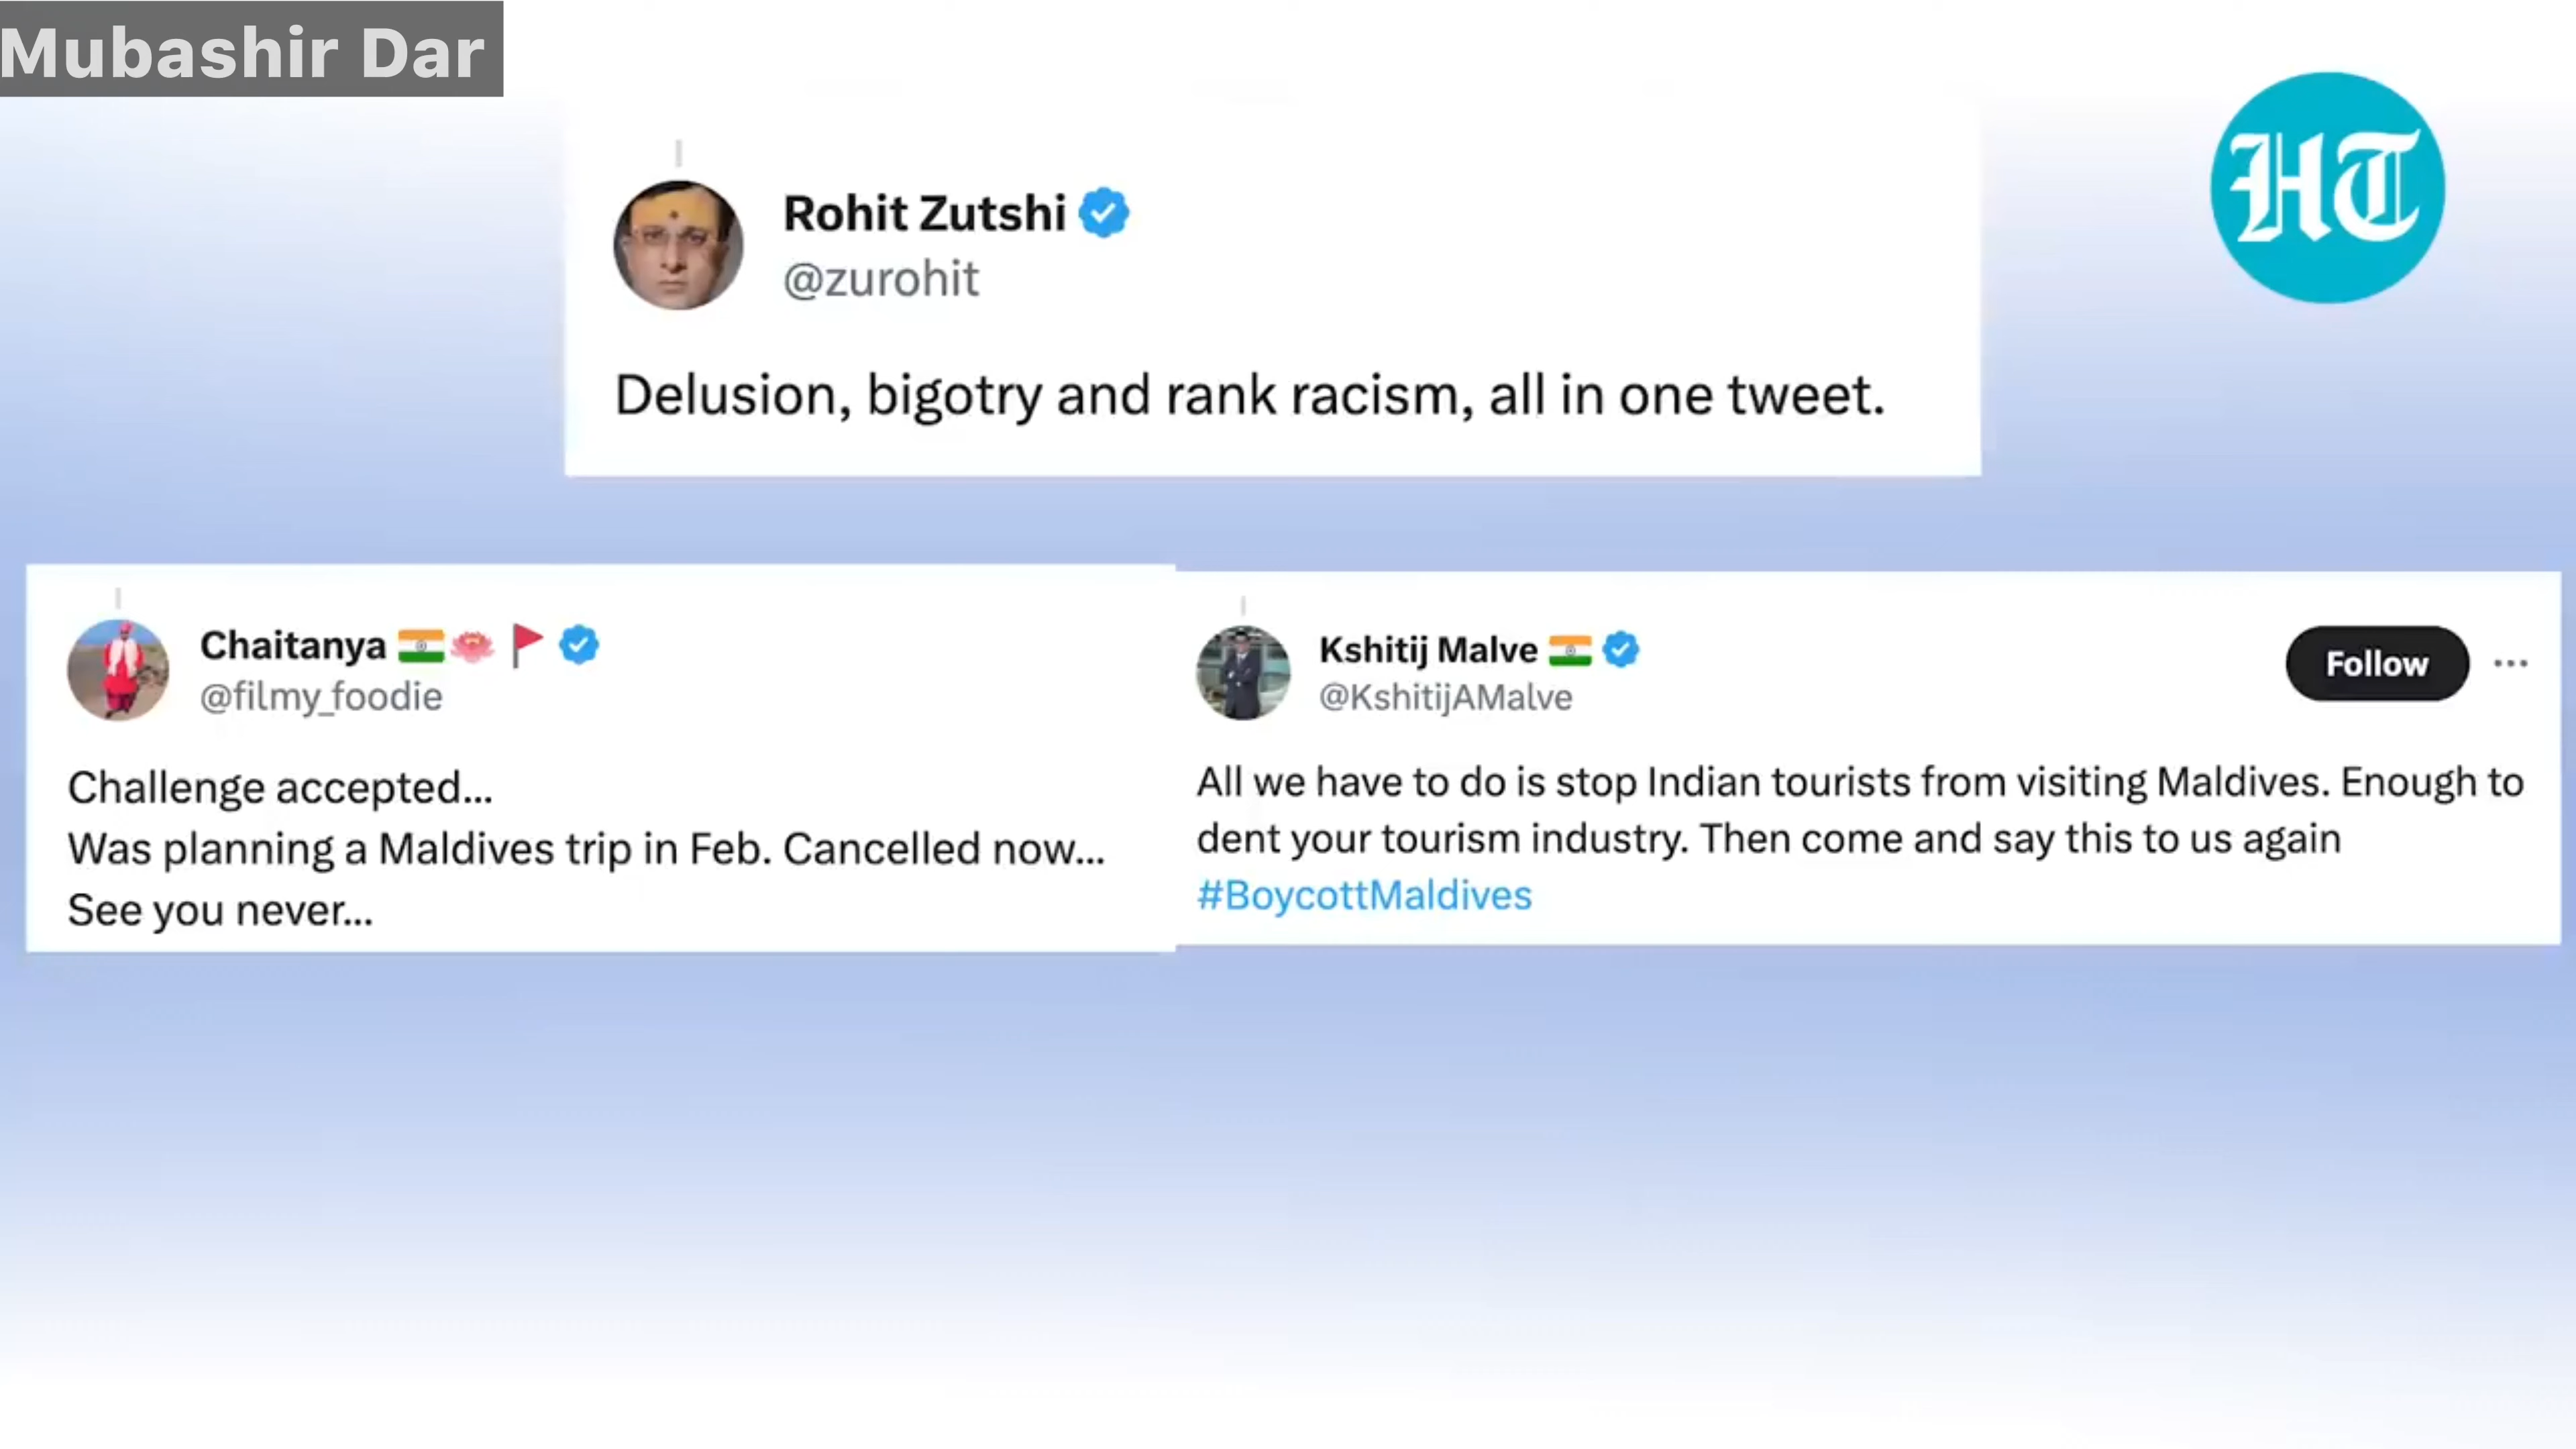 Mubashir Dar
HT
Rohit Zutshi
@zurohit
Delusion, bigotry and rank racism, all in one tweet.
Chaitanya
@filmy_foodie
Challenge accepted...
Was planning a Maldives trip in Feb. Cancelled now...
See you never...
Kshitij Malve
@KshitijAMalve
Follow
All we have to do is stop Indian tourists from visiting Maldives. Enough to
dent your tourism industry. Then come and say this to us again
#BoycottMaldives